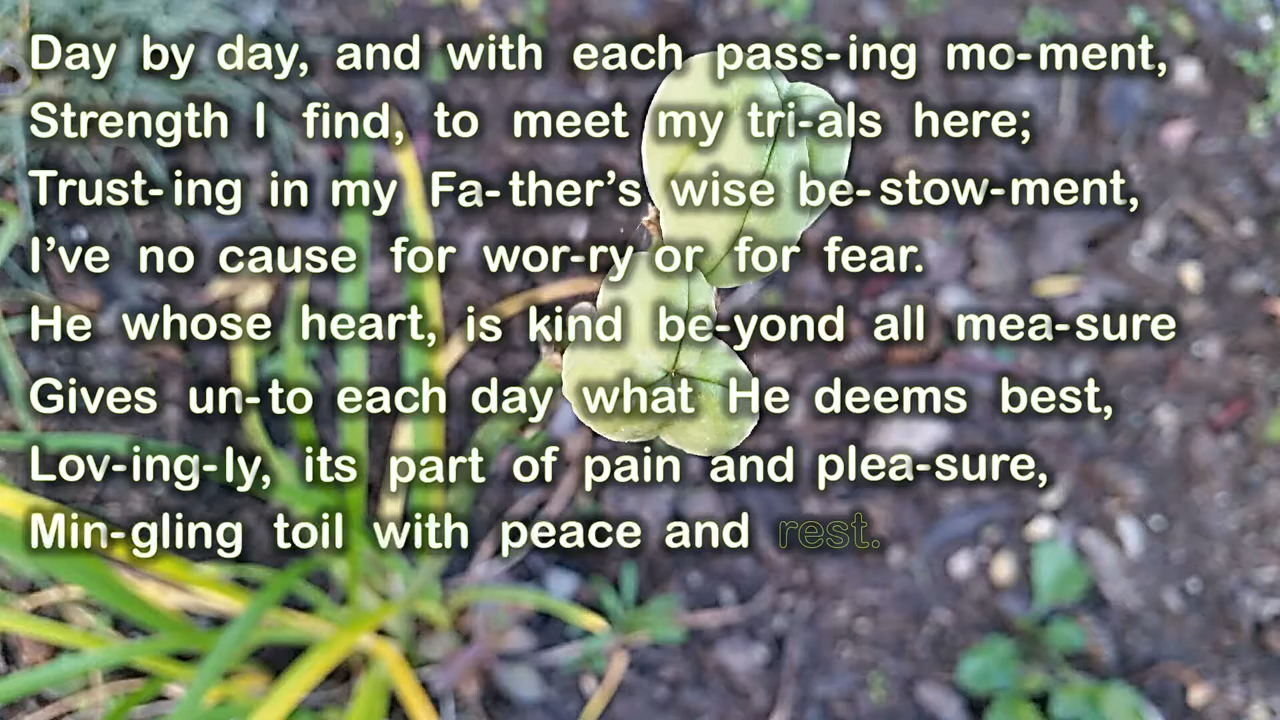 Day by day, and with each pass-ing mo-ment,
Strength I find, to meet my tri-als here;
Trust-ing in my Fa-ther’s wise be-stow-ment,
I’ve no cause for wor-ry or for fear.
He whose heart, is kind be-yond all mea-sure
Gives un-to each day what He deems best,
Lov-ing-ly, its part of pain and plea-sure,
Min-gling toil with peace and rest.